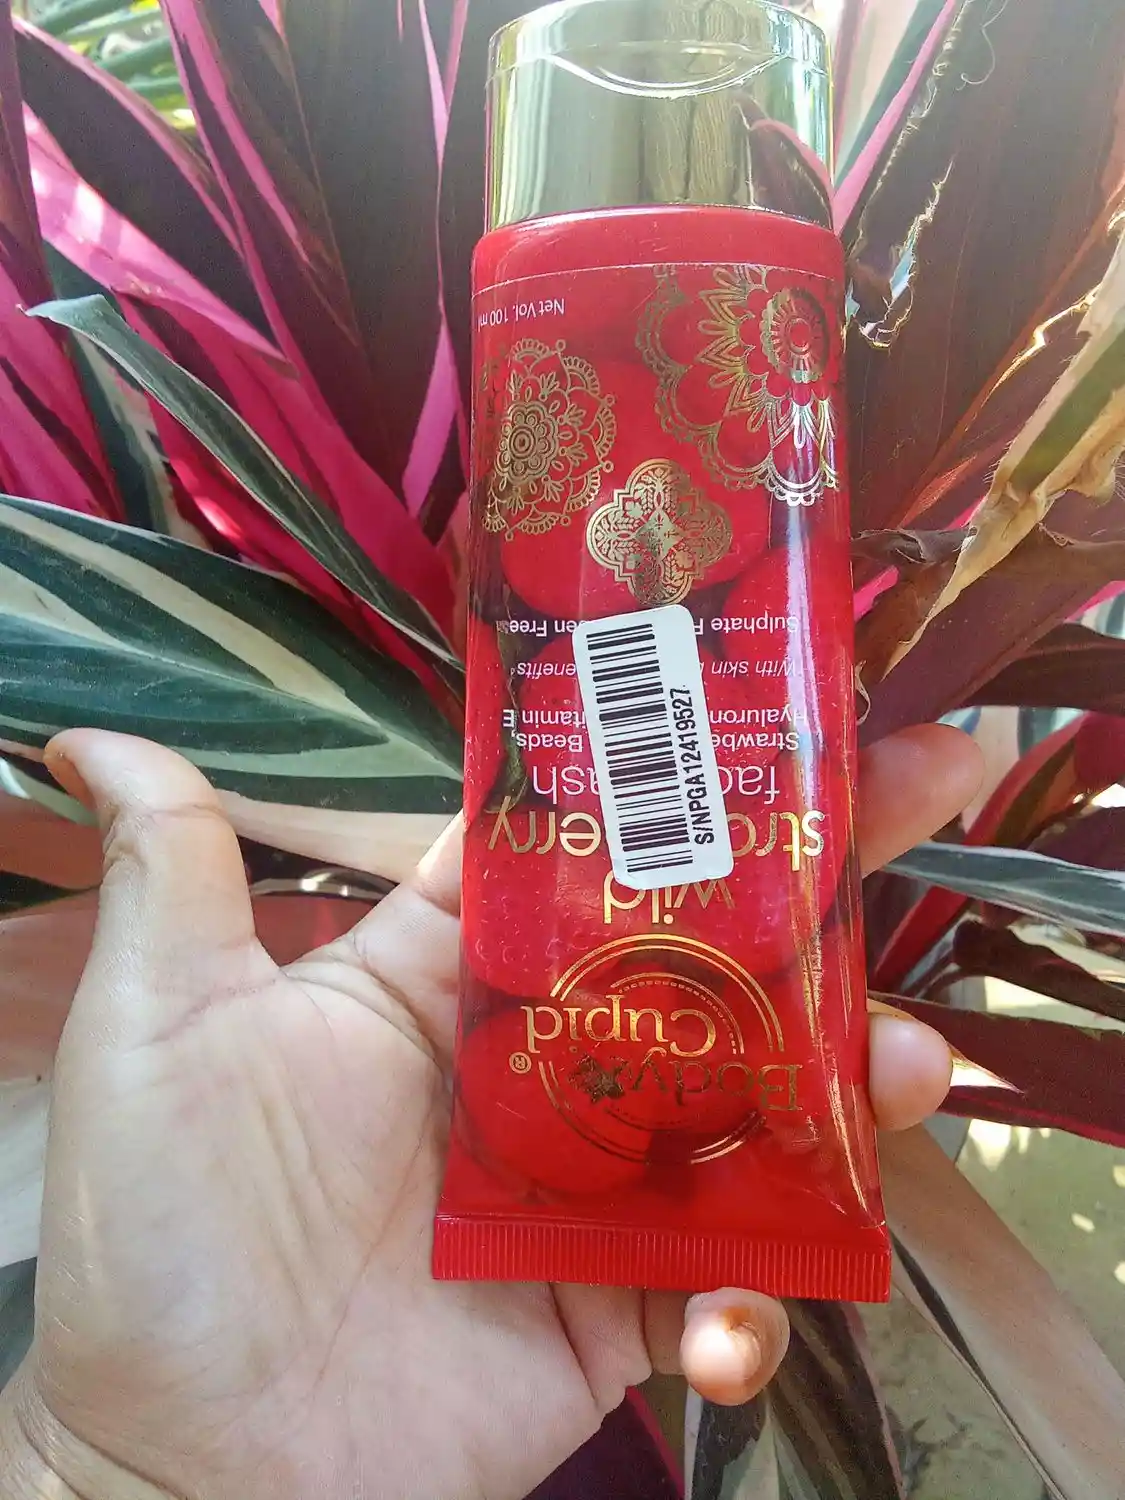 Body
Cupid®
wild
str erry
fac ash
Strawbe Beads,
Hyaluron itamin E
With skin enefits
Sulphate F en Free
Net Vol. 100 ml
S/NPGA12419527